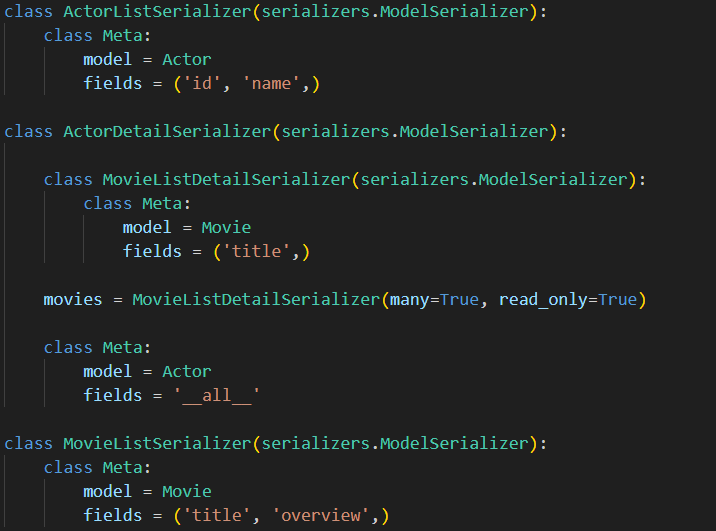 class ActorListSerializer(serializers.ModelSerializer):
    class Meta:
        model = Actor
        fields = ('id', 'name',)
class ActorDetailSerializer(serializers.ModelSerializer):
    class MovieListDetailSerializer(serializers.ModelSerializer):
        class Meta:
            model = Movie
            fields = ('title',)
    movies = MovieListDetailSerializer(many=True, read_only=True)
    class Meta:
        model = Actor
        fields = '__all__'
class MovieListSerializer(serializers.ModelSerializer):
    class Meta:
        model = Movie
        fields = ('title', 'overview',)